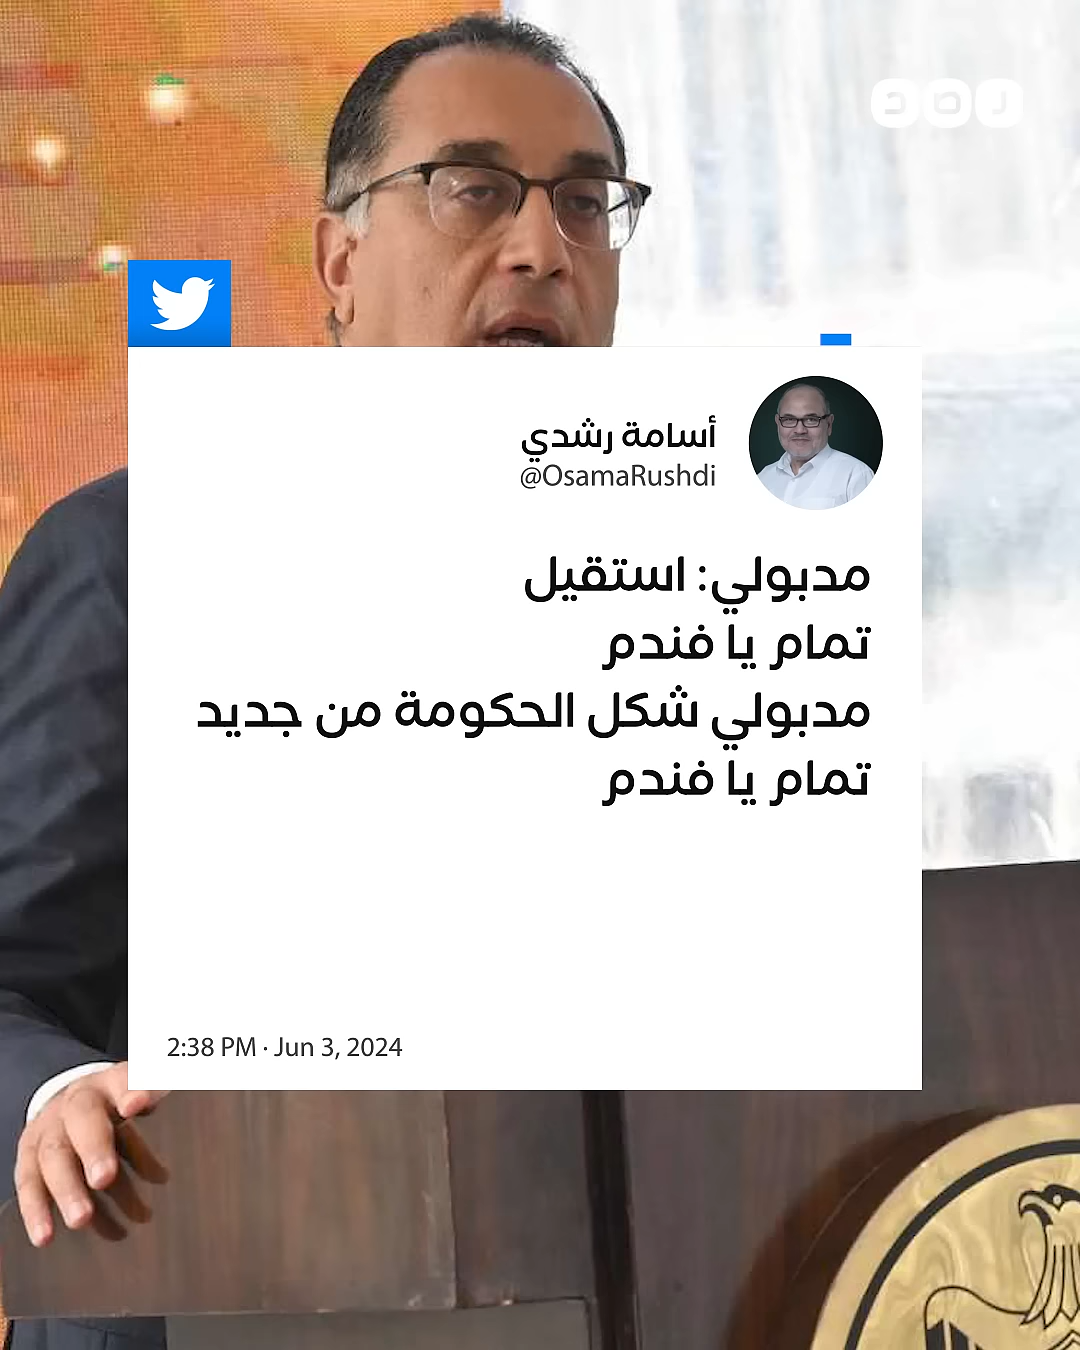 رصد
أسامة رشدي
@OsamaRushdi
مدبولي: استقيل
تمام يا فندم
مدبولي شكل الحكومة من جديد
تمام يا فندم
2:38 PM · Jun 3, 2024